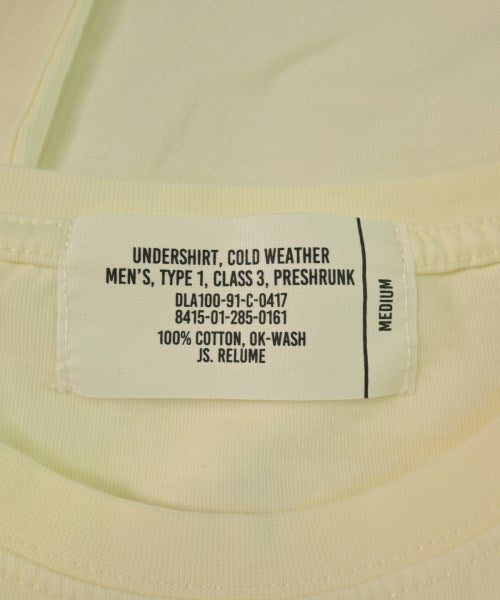 UNDERSHIRT, COLD WEATHER
MEN'S, TYPE 1, CLASS 3, PRESHRUNK
DLA100-91-C-0417
8415-01-285-0161
100% COTTON, OK-WASH
JS. RELUME
MEDIUM